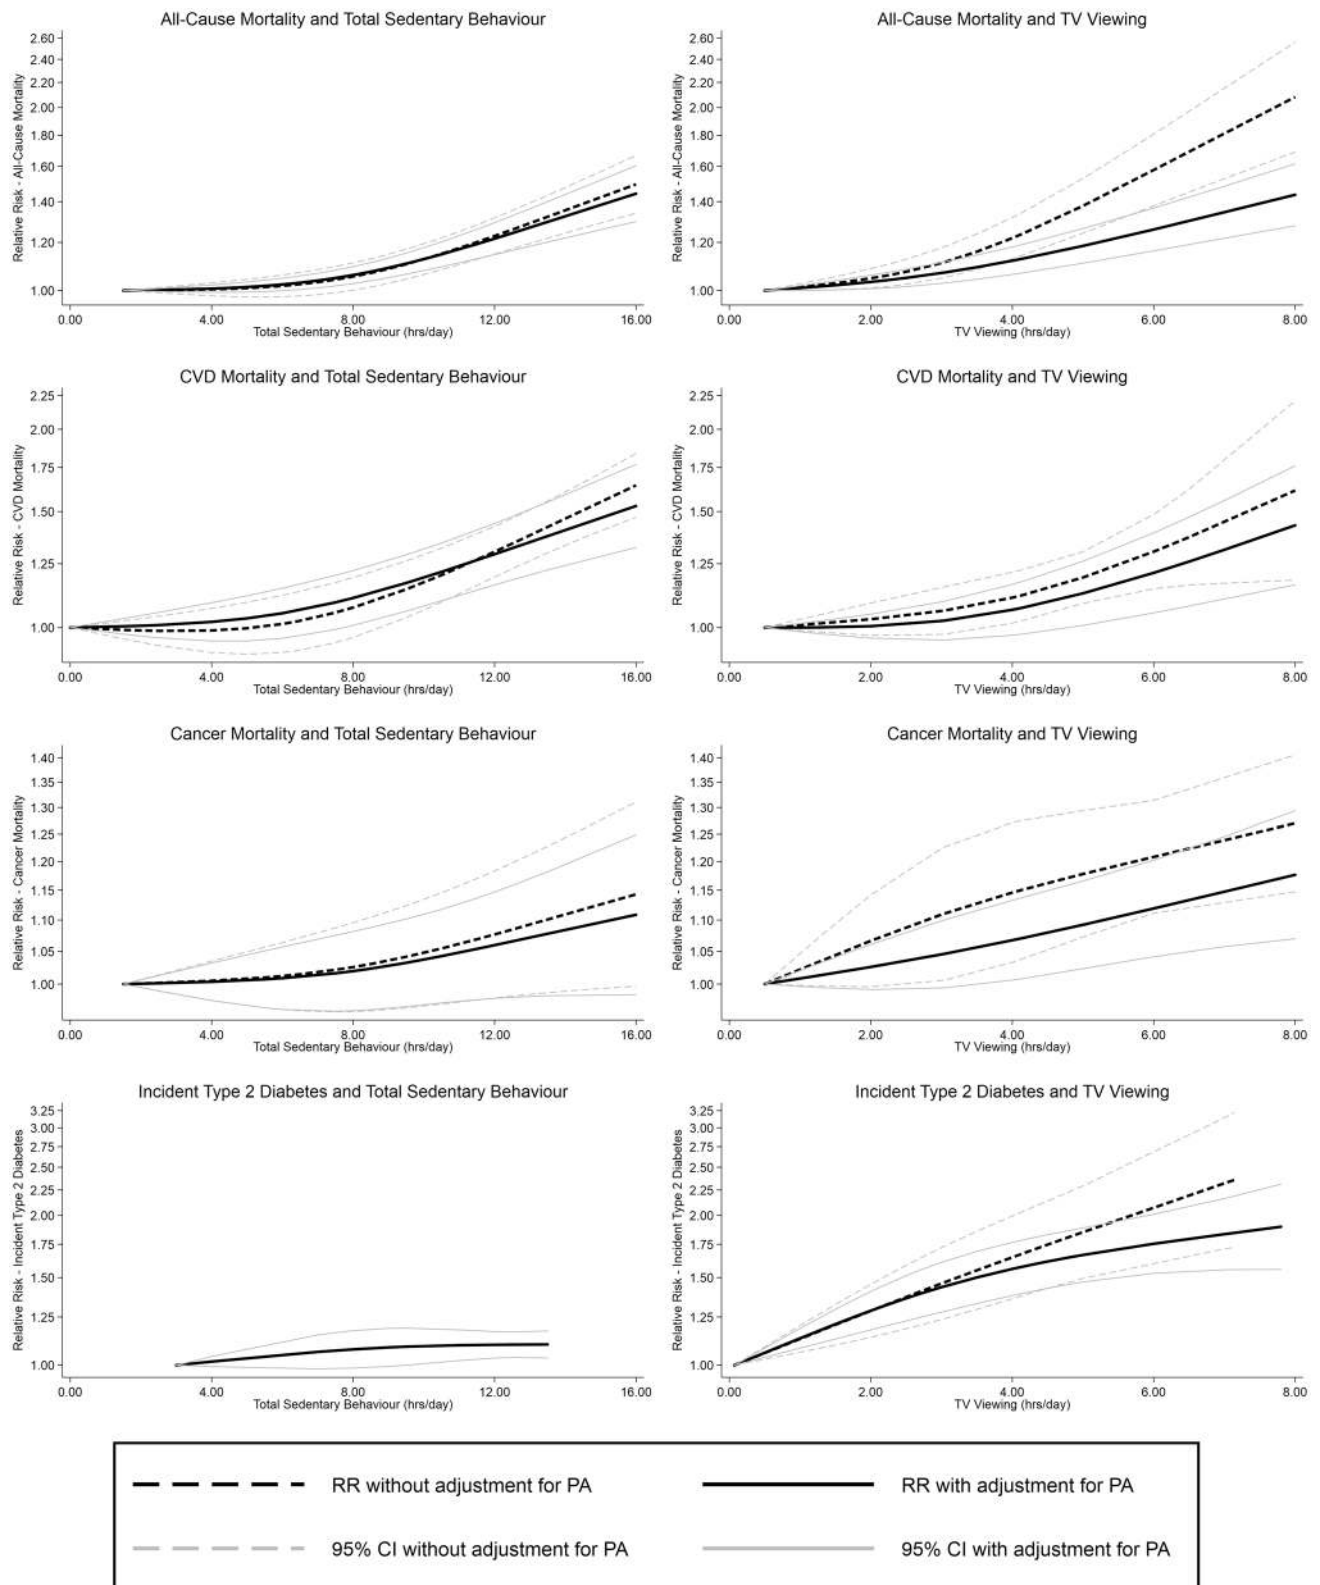 All-Cause Mortality and Total Sedentary Behaviour
Relative Risk - All-Cause Mortality
2.60
2.40
2.20
2.00
1.80
1.60
1.40
1.20
1.00
0.00 4.00 8.00 12.00 16.00
Total Sedentary Behaviour (hrs/day)
All-Cause Mortality and TV Viewing
Relative Risk - All-Cause Mortality
2.60
2.40
2.20
2.00
1.80
1.60
1.40
1.20
1.00
0.00 2.00 4.00 6.00 8.00
TV Viewing (hrs/day)
CVD Mortality and Total Sedentary Behaviour
Relative Risk - CVD Mortality
2.25
2.00
1.75
1.50
1.25
1.00
0.00 4.00 8.00 12.00 16.00
Total Sedentary Behaviour (hrs/day)
CVD Mortality and TV Viewing
Relative Risk - CVD Mortality
2.25
2.00
1.75
1.50
1.25
1.00
0.00 2.00 4.00 6.00 8.00
TV Viewing (hrs/day)
Cancer Mortality and Total Sedentary Behaviour
Relative Risk - Cancer Mortality
1.40
1.35
1.30
1.25
1.20
1.15
1.10
1.05
1.00
0.00 4.00 8.00 12.00 16.00
Total Sedentary Behaviour (hrs/day)
Cancer Mortality and TV Viewing
Relative Risk - Cancer Mortality
1.40
1.35
1.30
1.25
1.20
1.15
1.10
1.05
1.00
0.00 2.00 4.00 6.00 8.00
TV Viewing (hrs/day)
Incident Type 2 Diabetes and Total Sedentary Behaviour
Relative Risk - Incident Type 2 Diabetes
3.25
3.00
2.75
2.50
2.25
2.00
1.75
1.50
1.25
1.00
0.00 4.00 8.00 12.00 16.00
Total Sedentary Behaviour (hrs/day)
Incident Type 2 Diabetes and TV Viewing
Relative Risk - Incident Type 2 Diabetes
3.25
3.00
2.75
2.50
2.25
2.00
1.75
1.50
1.25
1.00
0.00 2.00 4.00 6.00 8.00
TV Viewing (hrs/day)
RR without adjustment for PA
RR with adjustment for PA
95% CI without adjustment for PA
95% CI with adjustment for PA